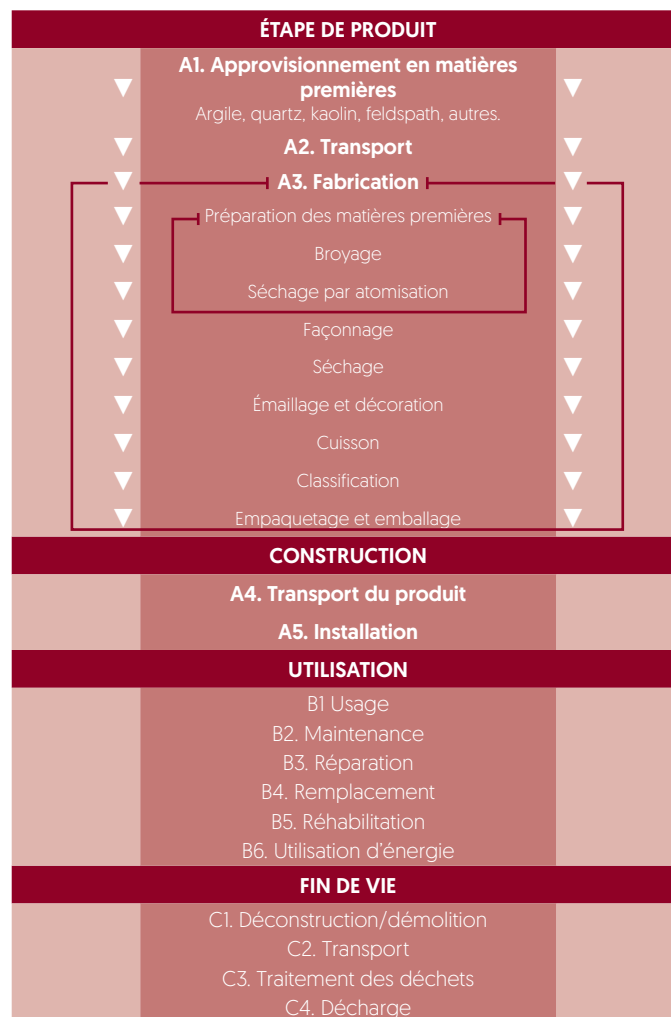 ÉTAPE DE PRODUIT
A1. Approvisionnement en matières
premières
Argile, quartz, kaolin, feldspath, autres.
A2. Transport
A3. Fabrication
Préparation des matières premières
Broyage
Séchage par atomisation
Façonnage
Séchage
Émaillage et décoration
Cuisson
Classification
Empaquetage et emballage
CONSTRUCTION
A4. Transport du produit
A5. Installation
UTILISATION
B1 Usage
B2. Maintenance
B3. Réparation
B4. Remplacement
B5. Réhabilitation
B6. Utilisation d'énergie
FIN DE VIE
C1. Déconstruction/démolition
C2. Transport
C3. Traitement des déchets
C4. Décharge